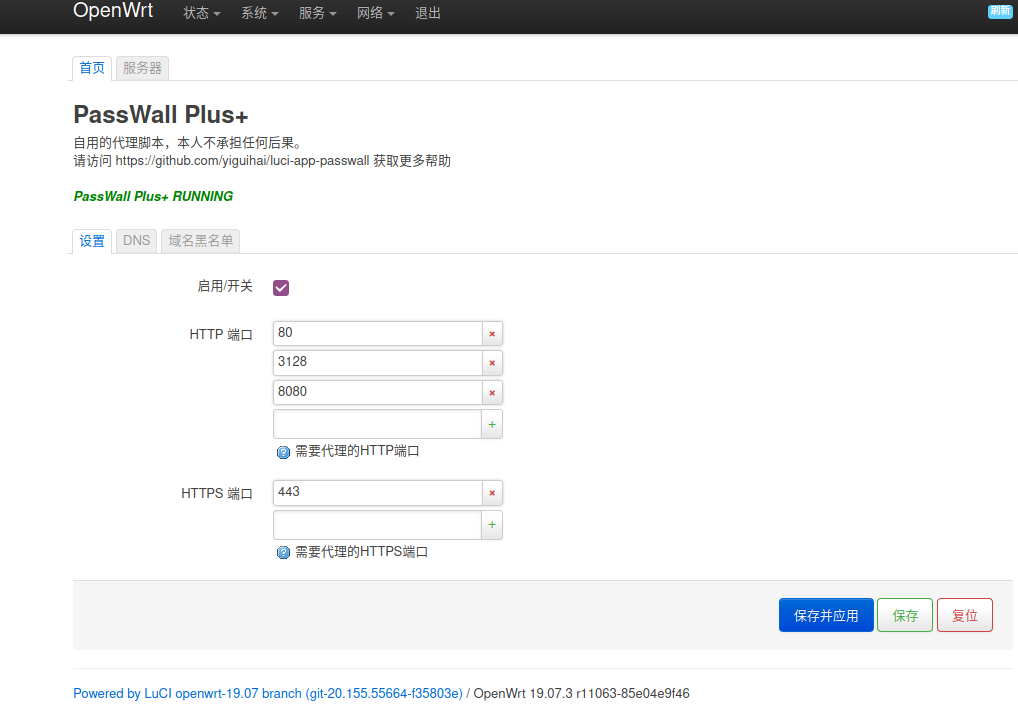 OpenWrt 状态 系统 服务 网络 退出 刷新
首页 服务器
PassWall Plus+
自用的代理脚本，本人不承担任何后果。
请访问 https://github.com/yiguihai/luci-app-passwall 获取更多帮助
PassWall Plus+ RUNNING
设置 DNS 域名黑名单
启用/开关
HTTP 端口 80 ×
3128 ×
8080 ×
+
? 需要代理的HTTP端口
HTTPS 端口 443 ×
+
? 需要代理的HTTPS端口
保存并应用 保存 复位
Powered by LuCI openwrt-19.07 branch (git-20.155.55664-f35803e) / OpenWrt 19.07.3 r11063-85e04e9f46